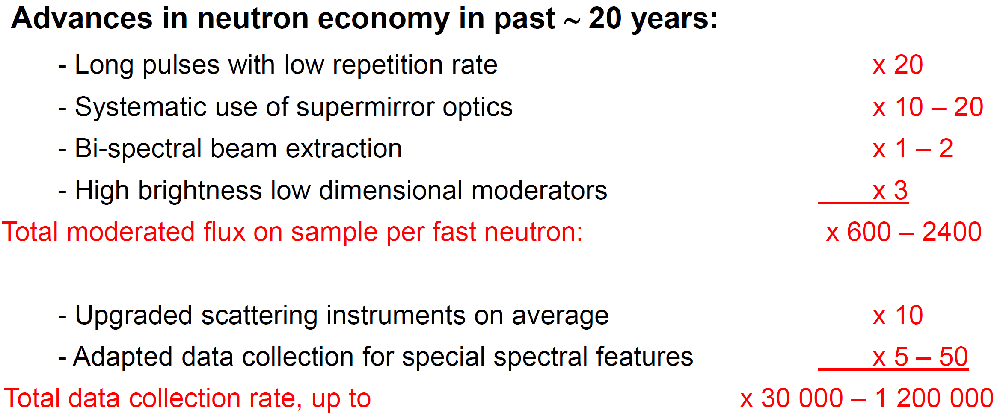 Advances in neutron economy in past ~ 20 years:
- Long pulses with low repetition rate x 20
- Systematic use of supermirror optics x 10 – 20
- Bi-spectral beam extraction x 1 – 2
- High brightness low dimensional moderators x 3
Total moderated flux on sample per fast neutron: x 600 – 2400
- Upgraded scattering instruments on average x 10
- Adapted data collection for special spectral features x 5 – 50
Total data collection rate, up to x 30 000 – 1 200 000